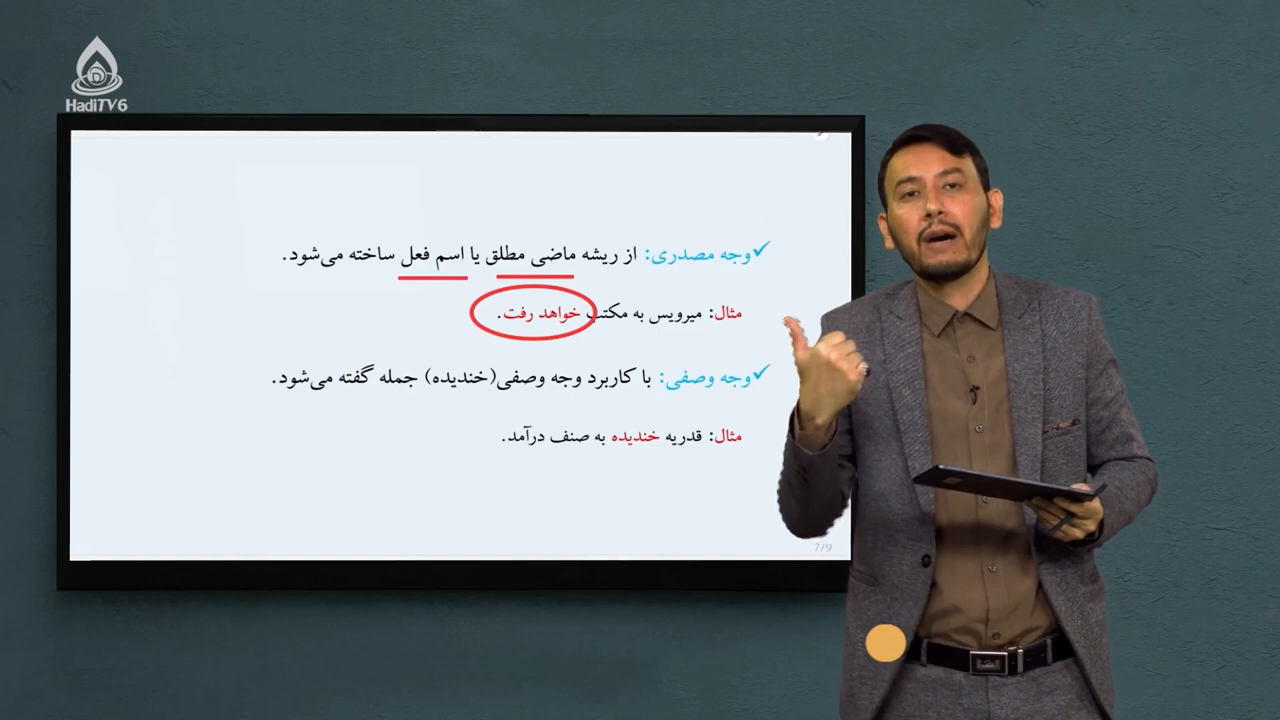 HadiTV6
وجه مصدری: از ریشه ماضی مطلق یا اسم فعل ساخته می‌شود.
مثال: میرویس به مکتب خواهد رفت.
وجه وصفی: با کاربرد وجه وصفی(خندیده) جمله گفته می‌شود.
مثال: قدریه خندیده به صنف درآمد.
7/9